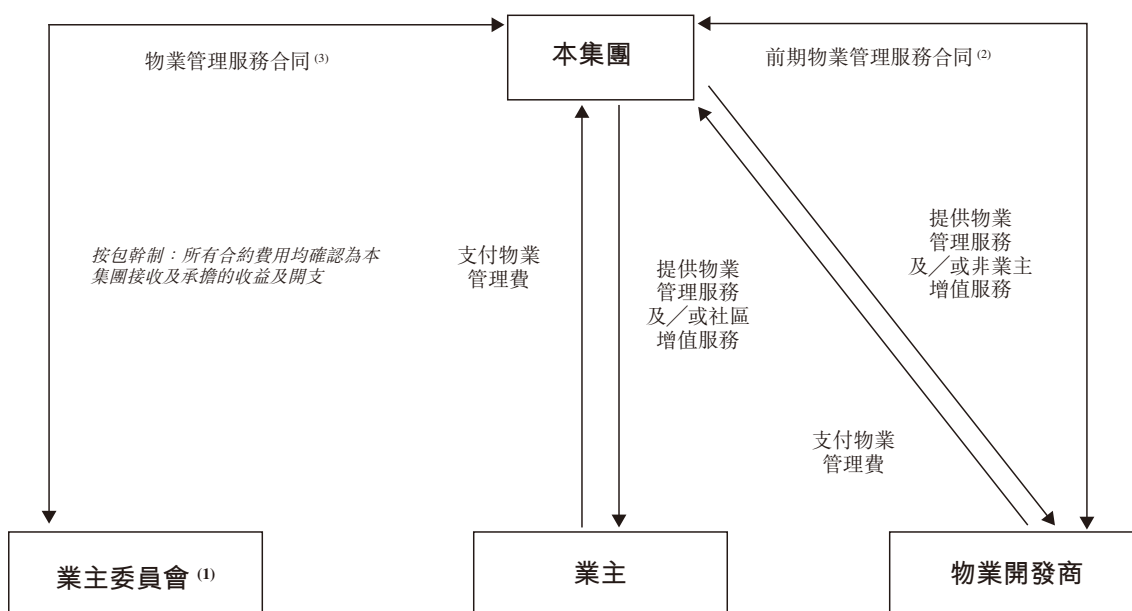 本集團
物業管理服務合同 (3)
前期物業管理服務合同 (2)
按包幹制：所有合約費用均確認為本
集團接收及承擔的收益及開支
支付物業
管理費
提供物業
管理服務
及／或社區
增值服務
提供物業
管理服務
及／或非業主
增值服務
支付物業
管理費
業主委員會 (1)
業主
物業開發商